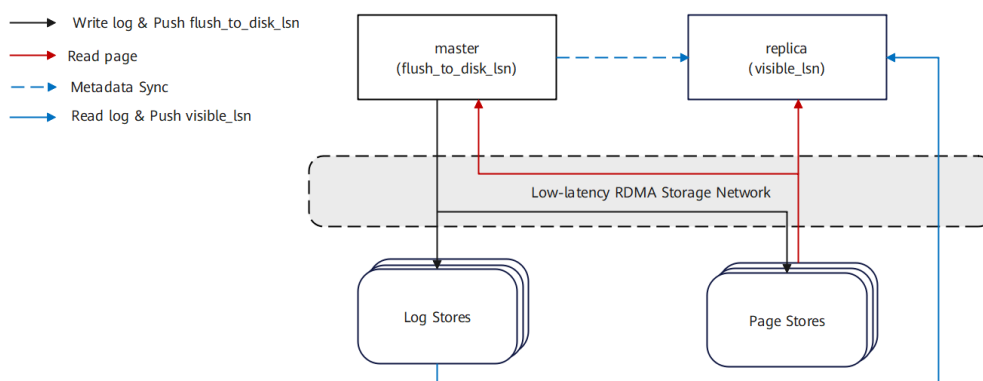 Write log & Push flush_to_disk_lsn
Read page
Metadata Sync
Read log & Push visible_lsn
master
(flush_to_disk_lsn)
replica
(visible_lsn)
Low-latency RDMA Storage Network
Log Stores
Page Stores